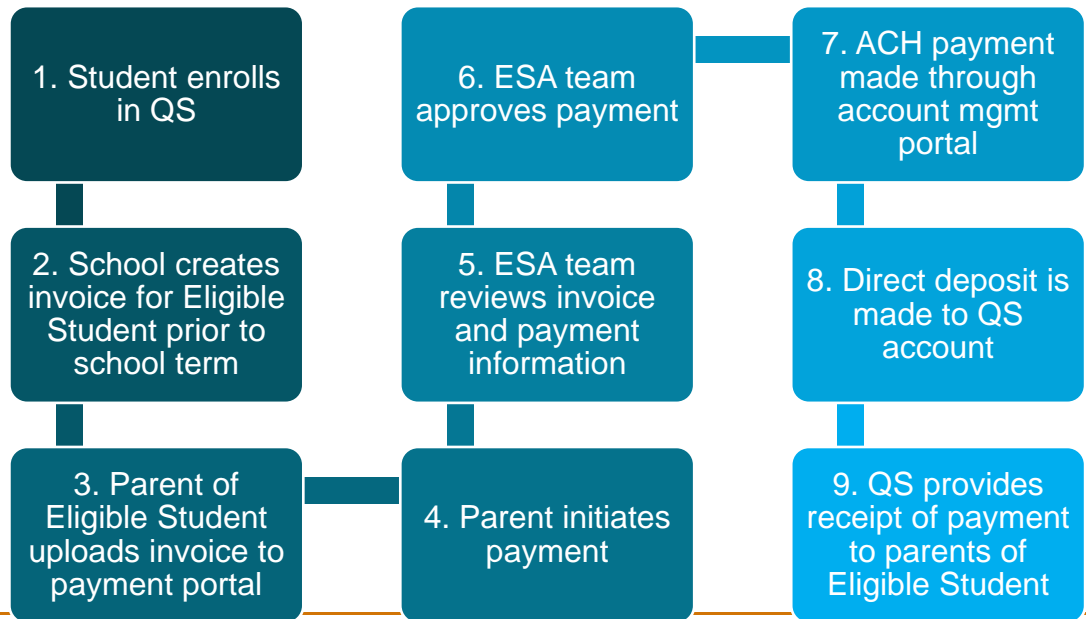 1. Student enrolls
in QS
2. School creates
invoice for Eligible
Student prior to
school term
3. Parent of
Eligible Student
uploads invoice to
payment portal
4. Parent initiates
payment
5. ESA team
reviews invoice
and payment
information
6. ESA team
approves payment
7. ACH payment
made through
account mgmt
portal
8. Direct deposit is
made to QS
account
9. QS provides
receipt of payment
to parents of
Eligible Student